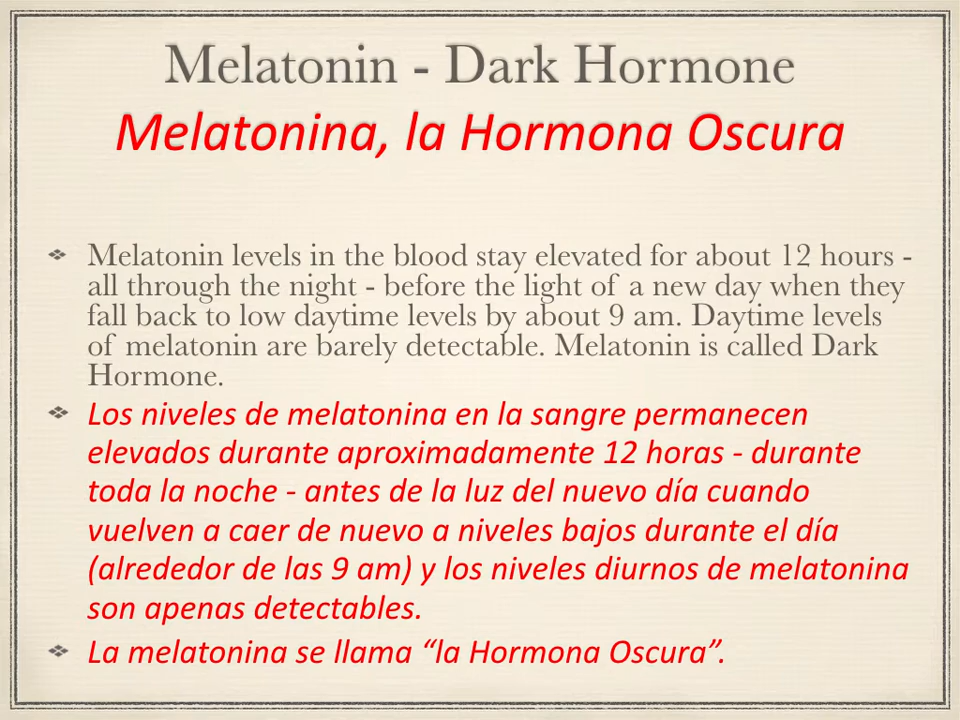 Melatonin - Dark Hormone
Melatonina, la Hormona Oscura
Melatonin levels in the blood stay elevated for about 12 hours -
all through the night - before the light of a new day when they
fall back to low daytime levels by about 9 am. Daytime levels
of melatonin are barely detectable. Melatonin is called Dark
Hormone.
Los niveles de melatonina en la sangre permanecen
elevados durante aproximadamente 12 horas - durante
toda la noche - antes de la luz del nuevo día cuando
vuelven a caer de nuevo a niveles bajos durante el día
(alrededor de las 9 am) y los niveles diurnos de melatonina
son apenas detectables.
La melatonina se llama “la Hormona Oscura”.